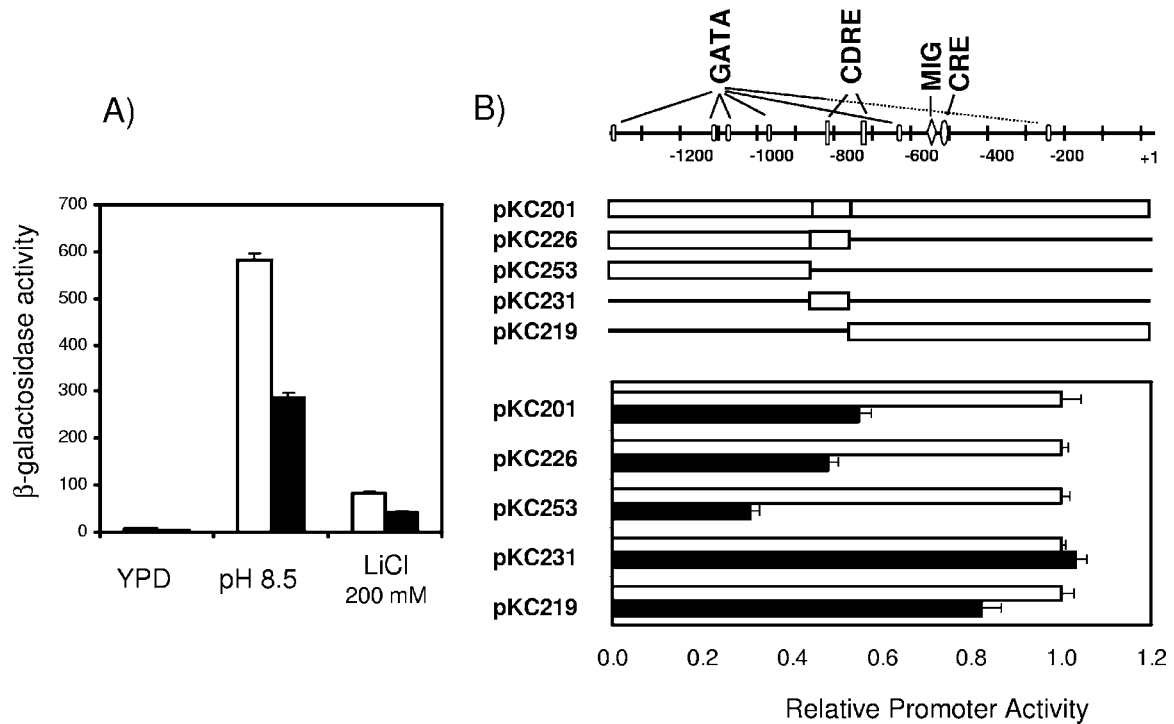 A)
β-galactosidase activity
700
600
500
400
300
200
100
0
YPD
pH 8.5
LiCl
200 mM
B)
GATA
CDRE
MIG
CRE
-1200
-1000
-800
-600
-400
-200
+1
pKC201
pKC226
pKC253
pKC231
pKC219
pKC201
pKC226
pKC253
pKC231
pKC219
0.0
0.2
0.4
0.6
0.8
1.0
1.2
Relative Promoter Activity